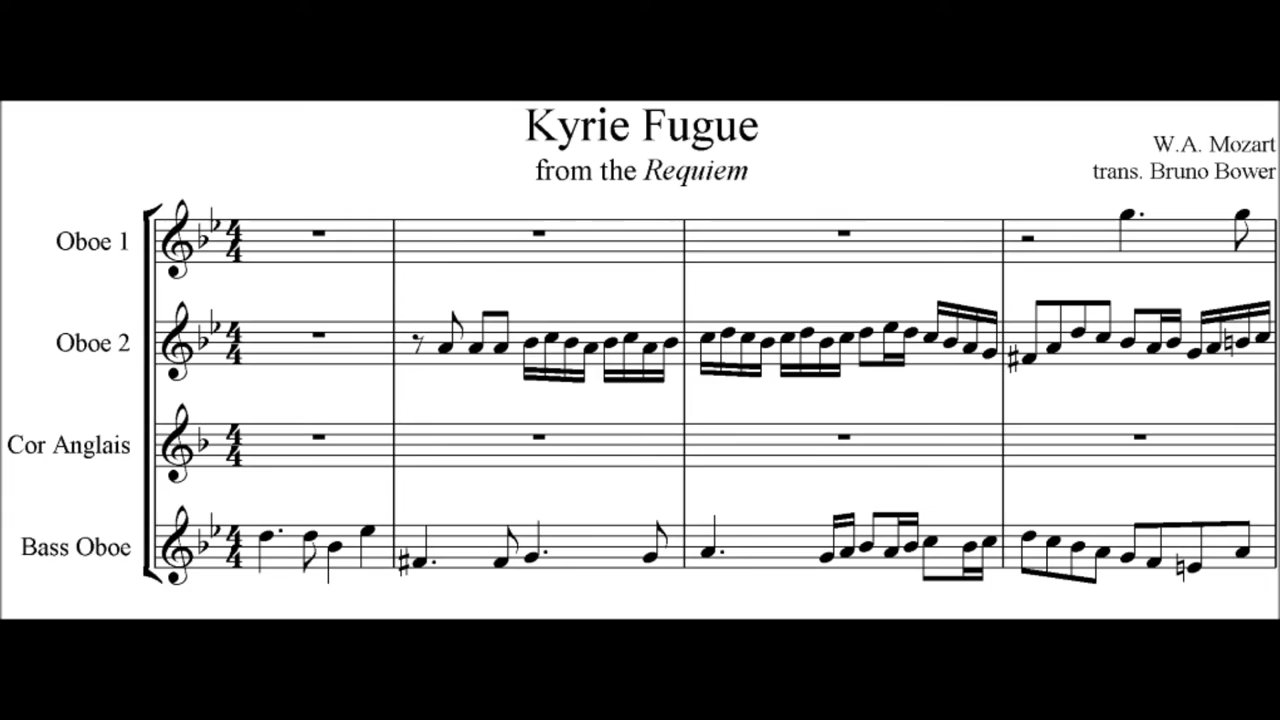 Kyrie Fugue
from the Requiem
W.A. Mozart
trans. Bruno Bower
Oboe 1
Oboe 2
Cor Anglais
Bass Oboe